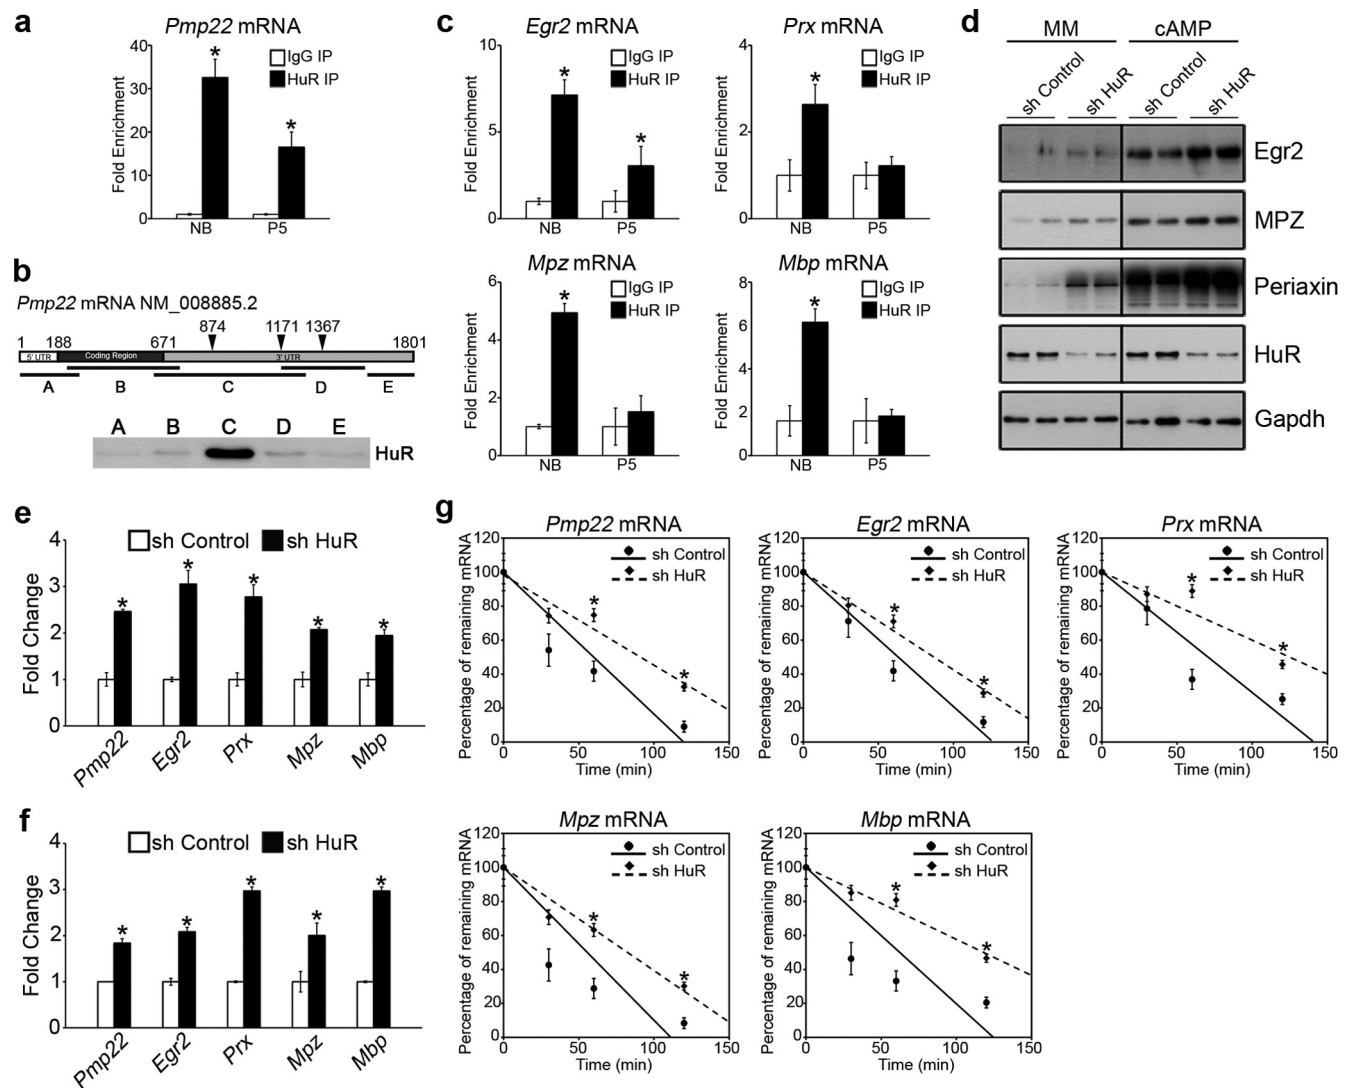 a
Pmp22 mRNA
Fold Enrichment
40
30
20
10
0
IgG IP
HuR IP
*
*
NB
P5
b
Pmp22 mRNA NM_008885.2
874
1171
1367
1
188
671
1801
5' UTR
Coding Region
3' UTR
A
B
C
D
E
A B C D E
HuR
c
Egr2 mRNA
Fold Enrichment
10
5
0
IgG IP
HuR IP
*
*
NB
P5
Prx mRNA
Fold Enrichment
4
2
0
IgG IP
HuR IP
*
NB
P5
Mpz mRNA
Fold Enrichment
6
4
2
0
IgG IP
HuR IP
*
NB
P5
Mbp mRNA
Fold Enrichment
8
6
4
2
0
IgG IP
HuR IP
*
NB
P5
d
MM
cAMP
sh Control
sh HuR
sh Control
sh HuR
Egr2
MPZ
Periaxin
HuR
Gapdh
e
Fold Change
4
3
2
1
0
sh Control
sh HuR
*
*
*
*
*
Pmp22
Egr2
Prx
Mpz
Mbp
f
Fold Change
4
3
2
1
0
sh Control
sh HuR
*
*
*
*
*
Pmp22
Egr2
Prx
Mpz
Mbp
g
Pmp22 mRNA
Percentage of remaining mRNA
120
100
80
60
40
20
0
sh Control
sh HuR
*
*
0 50 100 150
Time (min)
Egr2 mRNA
Percentage of remaining mRNA
120
100
80
60
40
20
0
sh Control
sh HuR
*
*
0 50 100 150
Time (min)
Prx mRNA
Percentage of remaining mRNA
120
100
80
60
40
20
0
sh Control
sh HuR
*
*
0 50 100 150
Time (min)
Mpz mRNA
Percentage of remaining mRNA
120
100
80
60
40
20
0
sh Control
sh HuR
*
*
0 50 100 150
Time (min)
Mbp mRNA
Percentage of remaining mRNA
120
100
80
60
40
20
0
sh Control
sh HuR
*
*
0 50 100 150
Time (min)